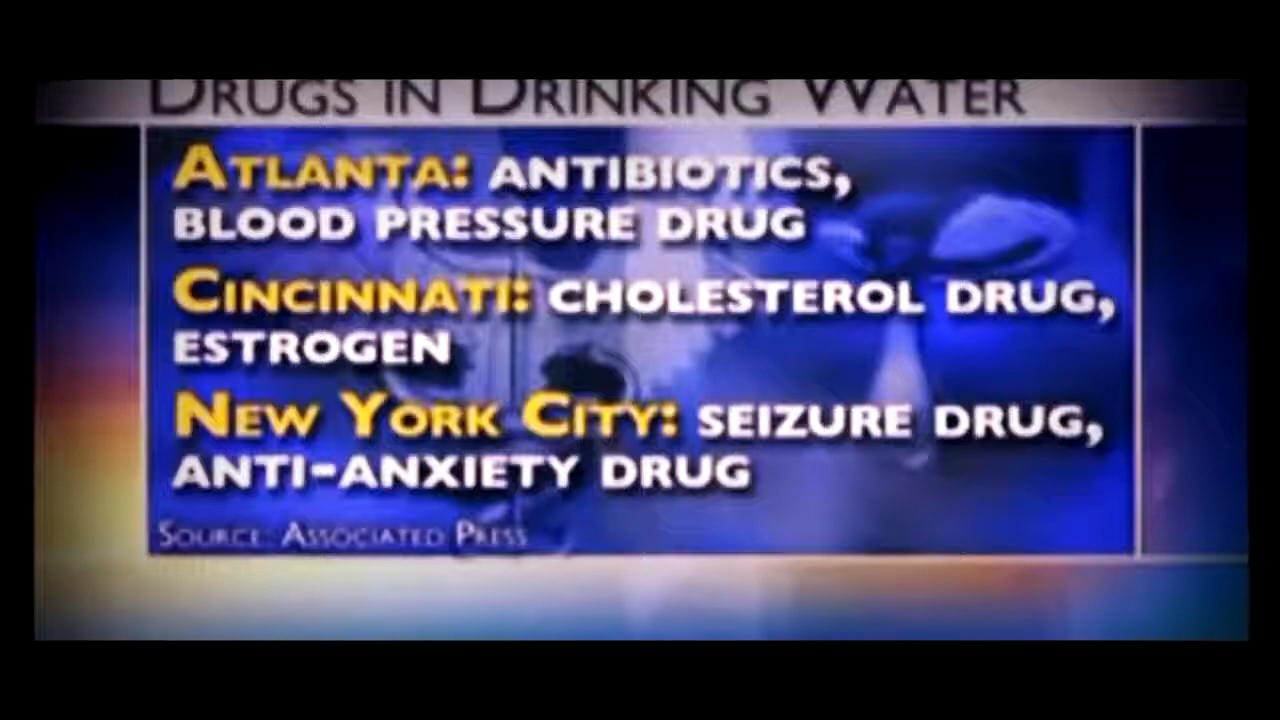 DRUGS IN DRINKING WATER
ATLANTA: ANTIBIOTICS,
BLOOD PRESSURE DRUG
CINCINNATI: CHOLESTEROL DRUG,
ESTROGEN
NEW YORK CITY: SEIZURE DRUG,
ANTI-ANXIETY DRUG
SOURCE: ASSOCIATED PRESS